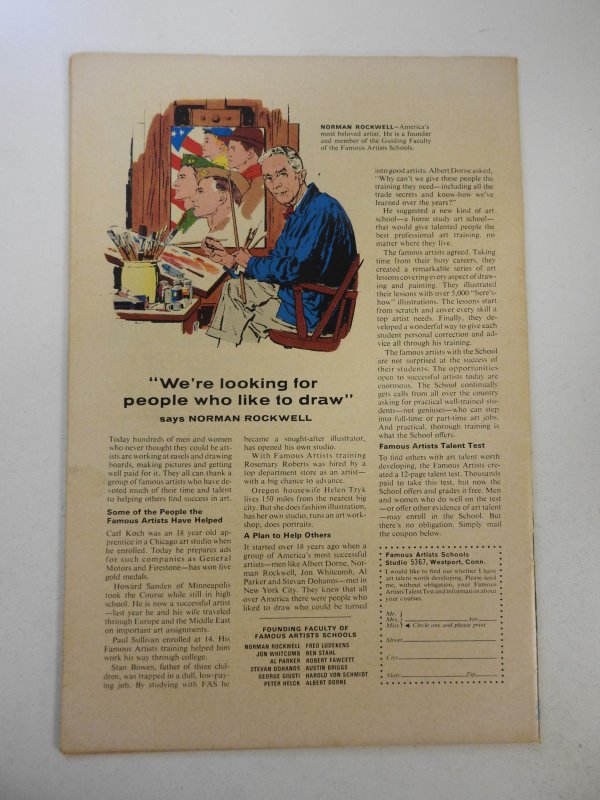 NORMAN ROCKWELL—America's
most beloved artist. He is a founder
and member of the Guiding Faculty
of the Famous Artists Schools.
"We're looking for
people who like to draw"
says NORMAN ROCKWELL
Today hundreds of men and women
who never thought they could be art-
ists are working at easels and drawing
boards, making pictures and getting
well paid for it. They all can thank a
group of famous artists who have de-
voted much of their time and talent
to helping others find success in art.
Some of the People the
Famous Artists Have Helped
Carl Koch was an 18 year old ap-
prentice in a Chicago art studio when
he enrolled. Today he prepares ads
for such companies as General
Motors and Firestone—has won five
gold medals.
Howard Sanden of Minneapolis
took the Course while still in high
school. He is now a successful artist
—last year he and his wife traveled
through Europe and the Middle East
on important art assignments.
Paul Sullivan enrolled at 14. His
Famous Artists training helped him
work his way through college.
Stan Bowen, father of three chil-
dren, was trapped in a dull, low-pay-
ing job. By studying with FAS he
became a sought-after illustrator,
has opened his own studio.
With Famous Artists training
Rosemary Roberts was hired by a
top department store as an artist—
with a big chance to advance.
Oregon housewife Helen Tryk
lives 150 miles from the nearest big
city. But she does fashion illustration,
has her own studio, runs an art work-
shop, does portraits.
A Plan to Help Others
It started over 18 years ago when a
group of America's most successful
artists—men like Albert Dorne, Nor-
man Rockwell, Jon Whitcomb, Al
Parker and Stevan Dohanos—met in
New York City. They knew that all
over America there were people who
liked to draw who could be turned
FOUNDING FACULTY OF
FAMOUS ARTISTS SCHOOLS
NORMAN ROCKWELL FRED LUDEKENS
JON WHITCOMB BEN STAHL
AL PARKER ROBERT FAWCETT
STEVAN DOHANOS AUSTIN BRIGGS
GEORGE GIUSTI HAROLD VON SCHMIDT
PETER HELCK ALBERT DORNE
into good artists. Albert Dorne asked,
"Why can't we give these people the
training they need—including all the
trade secrets and know-how we've
learned over the years?"
He suggested a new kind of art
school—a home study art school—
that would give talented people the
best professional art training, no
matter where they live.
The famous artists agreed. Taking
time from their busy careers, they
created a remarkable series of art
lessons covering every aspect of draw-
ing and painting. They illustrated
their lessons with over 5,000 "here's-
how" illustrations. The lessons start
from scratch and cover every skill a
top artist needs. Finally, they de-
veloped a wonderful way to give each
student personal correction and ad-
vice all through his training.
The famous artists with the School
are not surprised at the success of
their students. The opportunities
open to successful artists today are
enormous. The School continually
gets calls from all over the country
asking for practical well-trained stu-
dents—not geniuses—who can step
into full-time or part-time art jobs.
And practical, thorough training is
what the School offers.
Famous Artists Talent Test
To find others with art talent worth
developing, the Famous Artists cre-
ated a 12-page talent test. Thousands
paid to take this test, but now the
School offers and grades it free. Men
and women who do well on the test
—or offer other evidence of art talent
—may enroll in the School. But
there's no obligation. Simply mail
the coupon below.
Famous Artists Schools
Studio 5367, Westport, Conn.
I would like to find out whether I have
art talent worth developing. Please send
me, without obligation, your Famous
Artists Talent Test and information about
your courses.
Mr.
Mrs. Age
Miss Circle one and please print
Street
City
State Zip